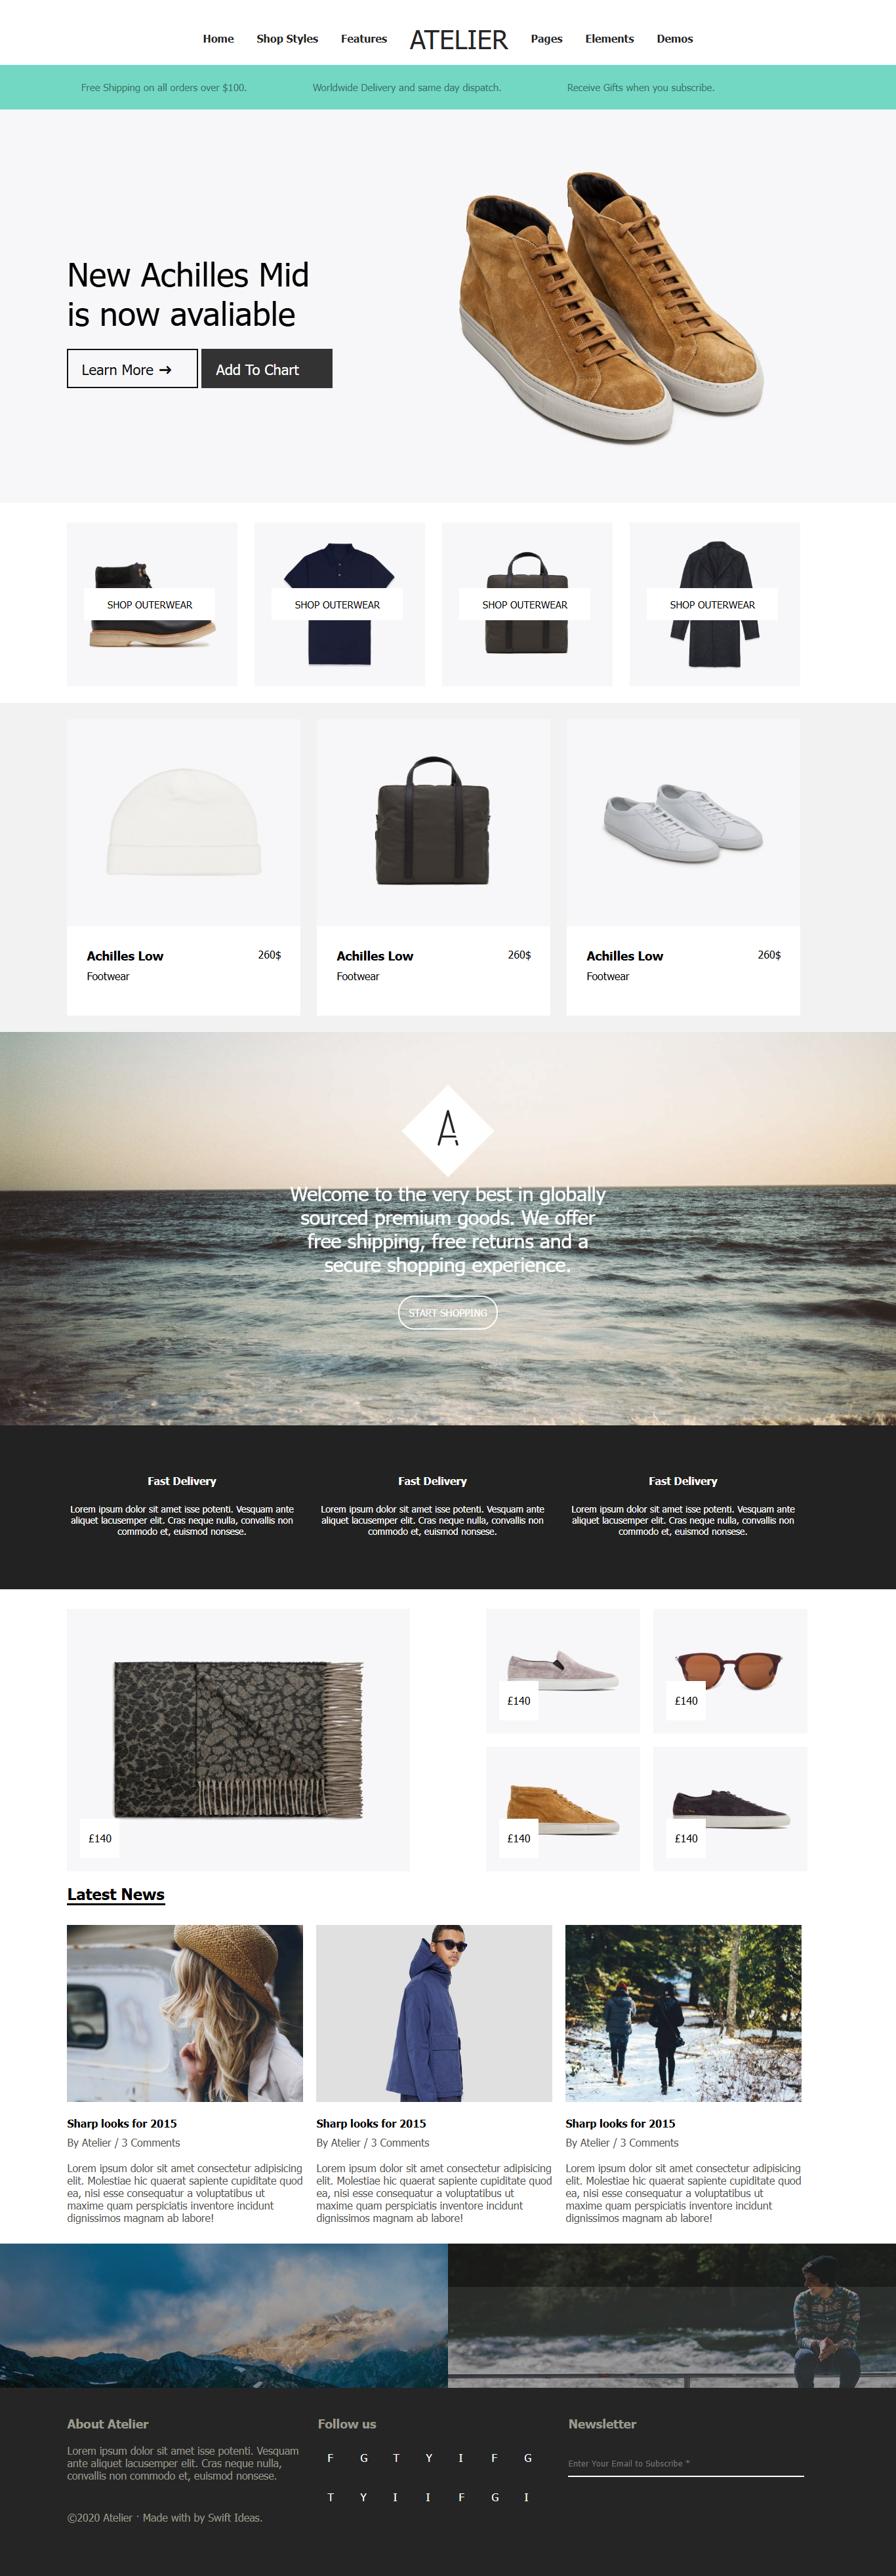 Home Shop Styles Features ATELIER Pages Elements Demos
Free Shipping on all orders over $100. Worldwide Delivery and same day dispatch. Receive Gifts when you subscribe.
New Achilles Mid
is now avaliable
Learn More → Add To Chart
SHOP OUTERWEAR SHOP OUTERWEAR SHOP OUTERWEAR SHOP OUTERWEAR
Achilles Low 260$ Achilles Low 260$ Achilles Low 260$
Footwear Footwear Footwear
A
Welcome to the very best in globally
sourced premium goods. We offer
free shipping, free returns and a
secure shopping experience.
START SHOPPING
Fast Delivery
Lorem ipsum dolor sit amet isse potenti. Vesquam ante
aliquet lacusemper elit. Cras neque nulla, convallis non
commodo et, euismod nonsese.
Fast Delivery
Lorem ipsum dolor sit amet isse potenti. Vesquam ante
aliquet lacusemper elit. Cras neque nulla, convallis non
commodo et, euismod nonsese.
Fast Delivery
Lorem ipsum dolor sit amet isse potenti. Vesquam ante
aliquet lacusemper elit. Cras neque nulla, convallis non
commodo et, euismod nonsese.
£140 £140
£140 £140 £140
Latest News
Sharp looks for 2015
By Atelier / 3 Comments
Lorem ipsum dolor sit amet consectetur adipisicing
elit. Molestiae hic quaerat sapiente cupiditate quod
ea, nisi esse consequatur a voluptatibus ut
maxime quam perspiciatis inventore incidunt
dignissimos magnam ab labore!
Sharp looks for 2015
By Atelier / 3 Comments
Lorem ipsum dolor sit amet consectetur adipisicing
elit. Molestiae hic quaerat sapiente cupiditate quod
ea, nisi esse consequatur a voluptatibus ut
maxime quam perspiciatis inventore incidunt
dignissimos magnam ab labore!
Sharp looks for 2015
By Atelier / 3 Comments
Lorem ipsum dolor sit amet consectetur adipisicing
elit. Molestiae hic quaerat sapiente cupiditate quod
ea, nisi esse consequatur a voluptatibus ut
maxime quam perspiciatis inventore incidunt
dignissimos magnam ab labore!
About Atelier
Lorem ipsum dolor sit amet isse potenti. Vesquam
ante aliquet lacusemper elit. Cras neque nulla,
convallis non commodo et, euismod nonsese.
©2020 Atelier · Made with by Swift Ideas.
Follow us
F G T Y I F G
T Y I I F G I
Newsletter
Enter Your Email to Subscribe *